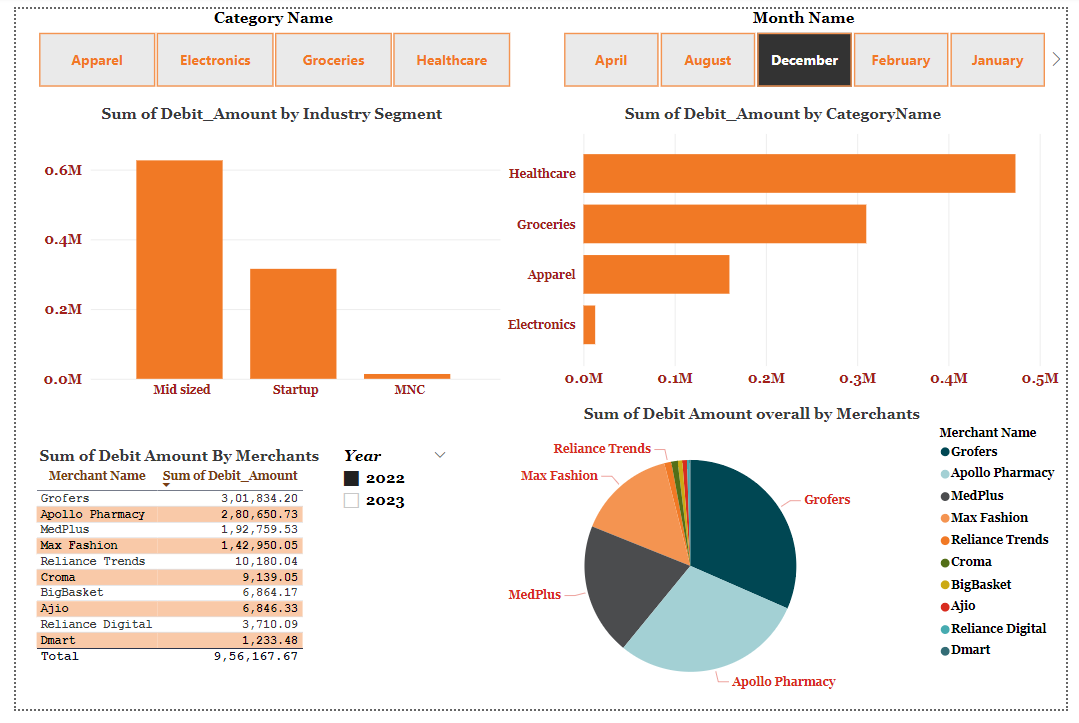 Category Name
Apparel Electronics Groceries Healthcare
Month Name
April August December February January
Sum of Debit_Amount by Industry Segment
0.6M
0.4M
0.2M
0.0M
Mid sized Startup MNC
Sum of Debit_Amount by CategoryName
Healthcare
Groceries
Apparel
Electronics
0.0M 0.1M 0.2M 0.3M 0.4M 0.5M
Sum of Debit Amount By Merchants
Merchant Name Sum of Debit_Amount
Grofers 3,01,834.20
Apollo Pharmacy 2,80,650.73
MedPlus 1,92,759.53
Max Fashion 1,42,950.05
Reliance Trends 10,180.04
Croma 9,139.05
BigBasket 6,864.17
Ajio 6,846.33
Reliance Digital 3,710.09
Dmart 1,233.48
Total 9,56,167.67
Year
2022
2023
Sum of Debit Amount overall by Merchants
Reliance Trends
Max Fashion
Grofers
MedPlus
Apollo Pharmacy
Merchant Name
Grofers
Apollo Pharmacy
MedPlus
Max Fashion
Reliance Trends
Croma
BigBasket
Ajio
Reliance Digital
Dmart